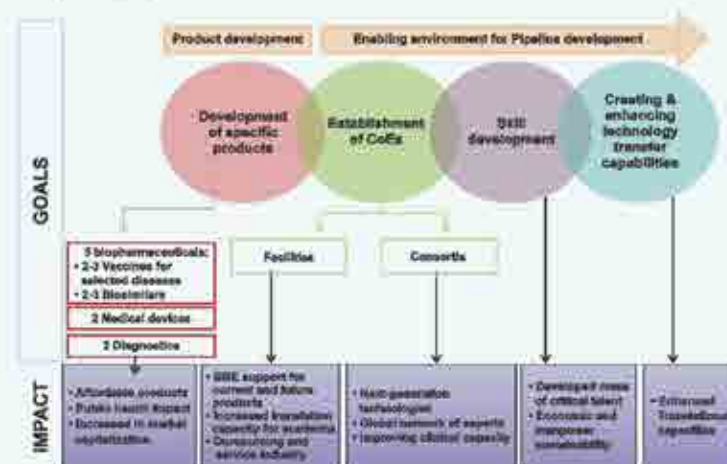 Product development
Enabling environment for Pipeline development
Development
of specific
products
Establishment
of CoEs
Skill
development
Creating &
enhancing
technology
transfer
capabilities
GOALS
5 biopharmaceuticals:
• 2-3 Vaccines for
selected diseases
• 2-3 Biosimilars
2 Medical devices
2 Diagnostics
Facilities
Consortia
IMPACT
• Affordable products
• Public health impact
• Increased in market
capitalization.
support for
current and future
products
• Increased translation
capacity for academia
• Outsourcing and
service industry
• Next-generation
technologies
• Global network of experts
• Improving clinical capacity
• Developed mass
of critical talent
• Economic and
manpower
sustainability
• Enhanced
Translational
capacities